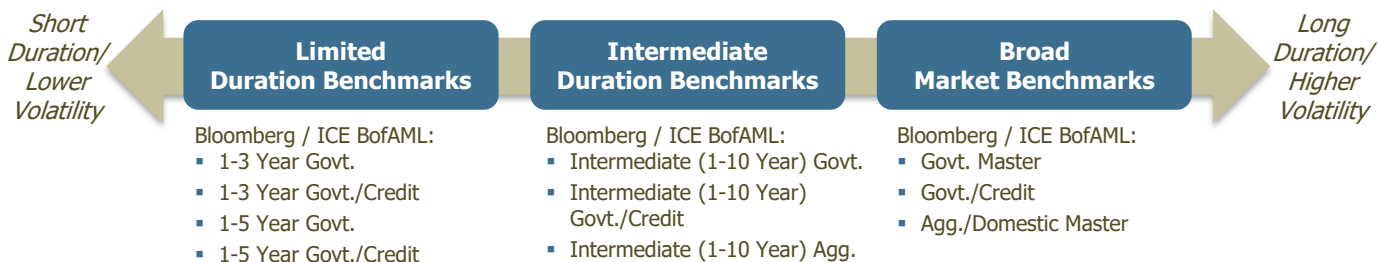 Short
Duration/
Lower
Volatility
Limited
Duration Benchmarks
Intermediate
Duration Benchmarks
Broad
Market Benchmarks
Long
Duration/
Higher
Volatility
Bloomberg / ICE BofAML:
▪ 1-3 Year Govt.
▪ 1-3 Year Govt./Credit
▪ 1-5 Year Govt.
▪ 1-5 Year Govt./Credit
Bloomberg / ICE BofAML:
▪ Intermediate (1-10 Year) Govt.
▪ Intermediate (1-10 Year)
Govt./Credit
▪ Intermediate (1-10 Year) Agg.
Bloomberg / ICE BofAML:
▪ Govt. Master
▪ Govt./Credit
▪ Agg./Domestic Master